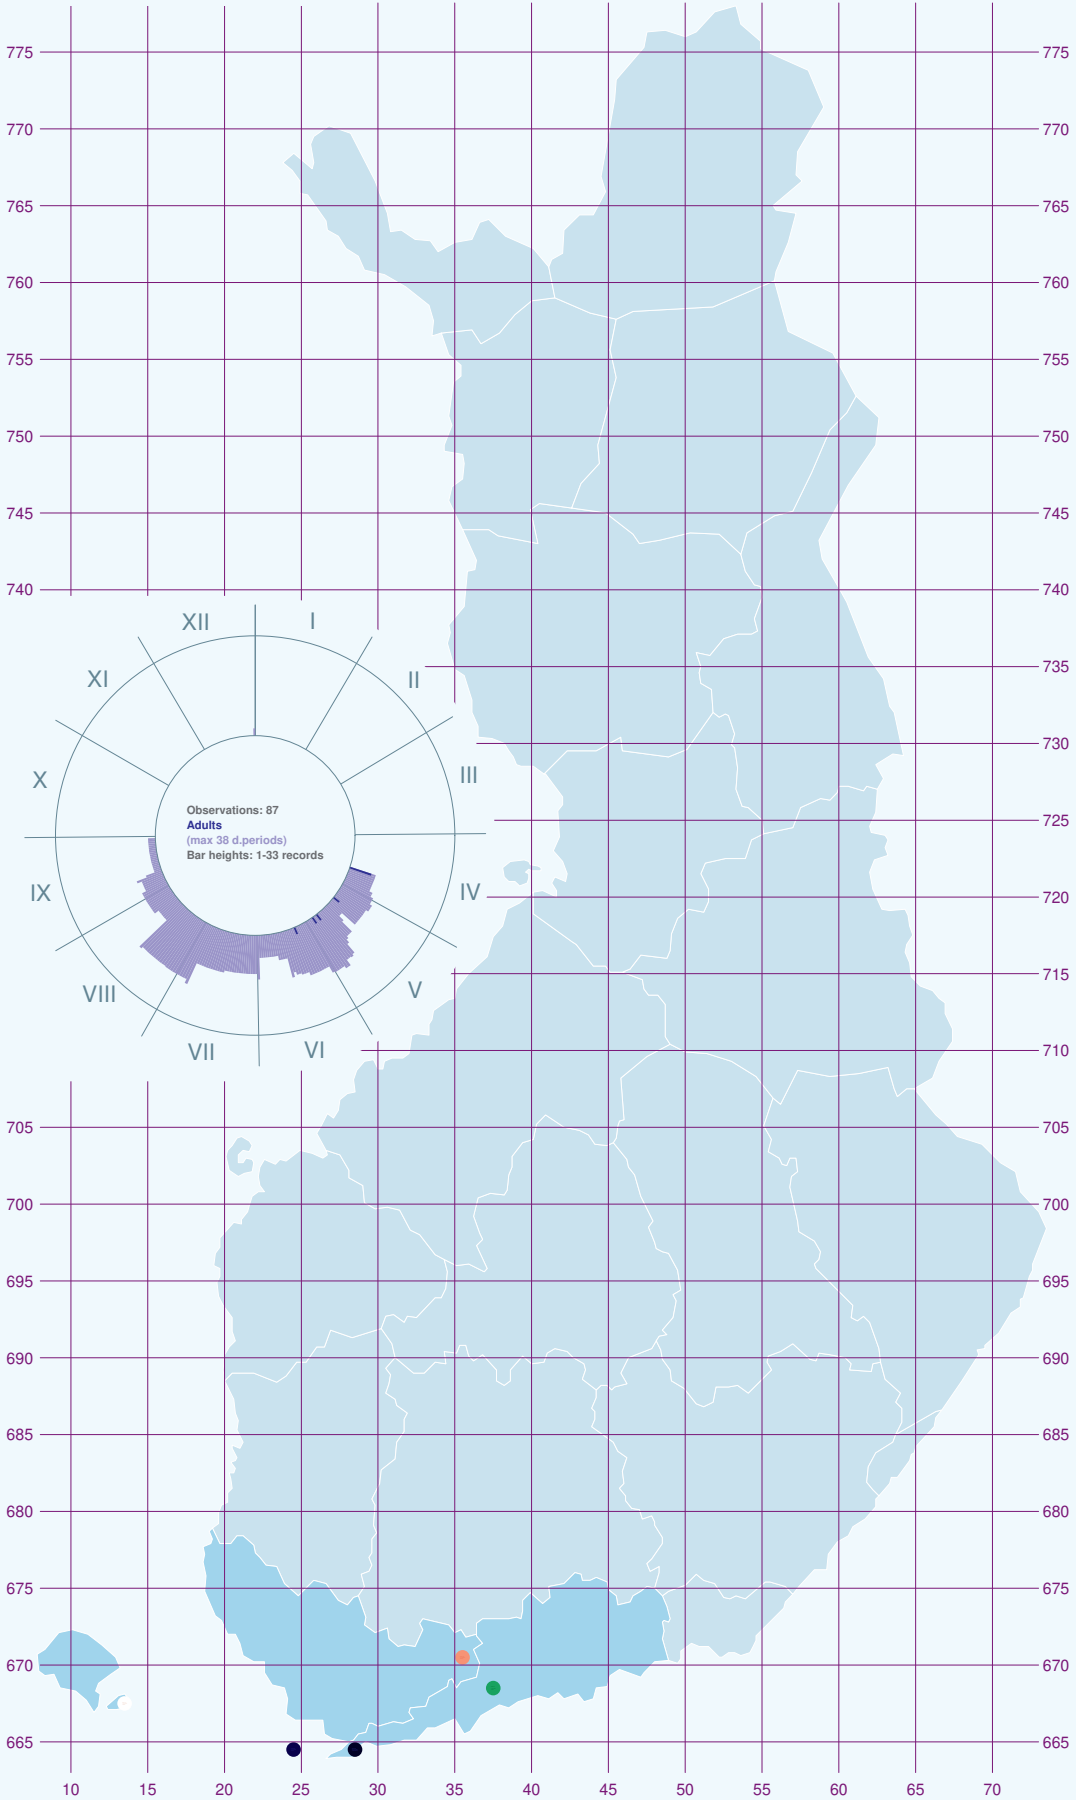 775 775
770 770
765 765
760 760
755 755
750 750
745 745
740 740
XII I
735
XI II
730
X III
Observations: 87
Adults
(max 38 d.periods)
Bar heights: 1-33 records
725
IX IV
720
VIII V
715
VII VI
710
705 705
700 700
695 695
690 690
685 685
680 680
675 675
670 670
665 665
10 15 20 25 30 35 40 45 50 55 60 65 70